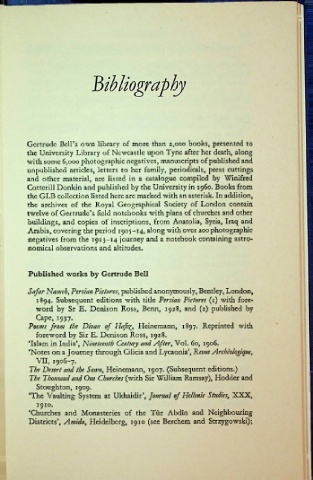 Bibliography
Gertrude Bell's own library of more than 2,000 books, presented to
the University Library of Newcastle upon Tyne after her death, along
with some 6,000 photographic negatives, manuscripts of published and
unpublished articles, letters to her family, periodicals, press cuttings
and other material, are listed in a catalogue compiled by Winifred
Cotterill Donkin and published by the University in 1960. Books from
the GLB collection listed here are marked with an asterisk. In addition,
the archives of the Royal Geographical Society of London contain
twelve of Gertrude's field notebooks with plans of churches and other
buildings, and copies of inscriptions, from Anatolia, Syria, Iraq and
Arabia, covering the period 1905-14, along with over 200 photographic
negatives from the 1913-14 journey and a notebook containing astro-
nomical observations and altitudes.
Published works by Gertrude Bell
Safar Nameh, Persian Pictures, published anonymously, Bentley, London,
1894. Subsequent editions with title Persian Pictures (1) with fore-
word by Sir E. Denison Ross, Benn, 1928, and (2) published by
Cape, 1937.
Poems from the Divan of Hafiz, Heinemann, 1897. Reprinted with
foreword by Sir E. Denison Ross, 1928.
'Islam in India', Nineteenth Century and After, Vol. 60, 1906.
'Notes on a Journey through Cilicia and Lycaonia', Revue Archéologique,
VII, 1906-7.
The Desert and the Sown, Heinemann, 1907. (Subsequent editions.)
The Thousand and One Churches (with Sir William Ramsay), Hodder and
Stoughton, 1909.
'The Vaulting System at Ukhaidir', Journal of Hellenic Studies, XXX,
1910.
'Churches and Monasteries of the Tûr Abdîn and Neighbouring
Districts', Amida, Heidelberg, 1910 (see Berchem and Strzygowski);